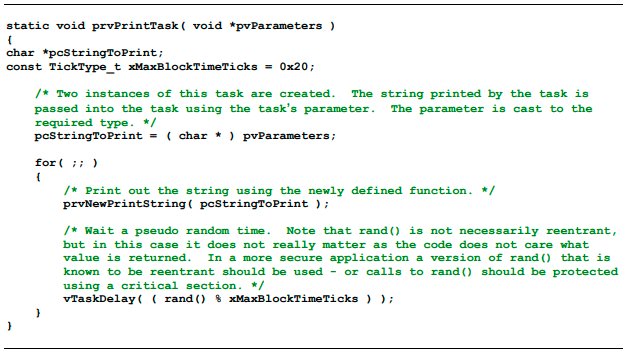 static void prvPrintTask( void *pvParameters )
{
char *pcStringToPrint;
const TickType_t xMaxBlockTimeTicks = 0x20;
/* Two instances of this task are created.  The string printed by the task is
passed into the task using the task's parameter.  The parameter is cast to the
required type. */
pcStringToPrint = ( char * ) pvParameters;
for( ;; )
{
/* Print out the string using the newly defined function. */
prvNewPrintString( pcStringToPrint );
/* Wait a pseudo random time.  Note that rand() is not necessarily reentrant,
but in this case it does not really matter as the code does not care what
value is returned.  In a more secure application a version of rand() that is
known to be reentrant should be used - or calls to rand() should be protected
using a critical section. */
vTaskDelay( ( rand() % xMaxBlockTimeTicks ) );
}
}